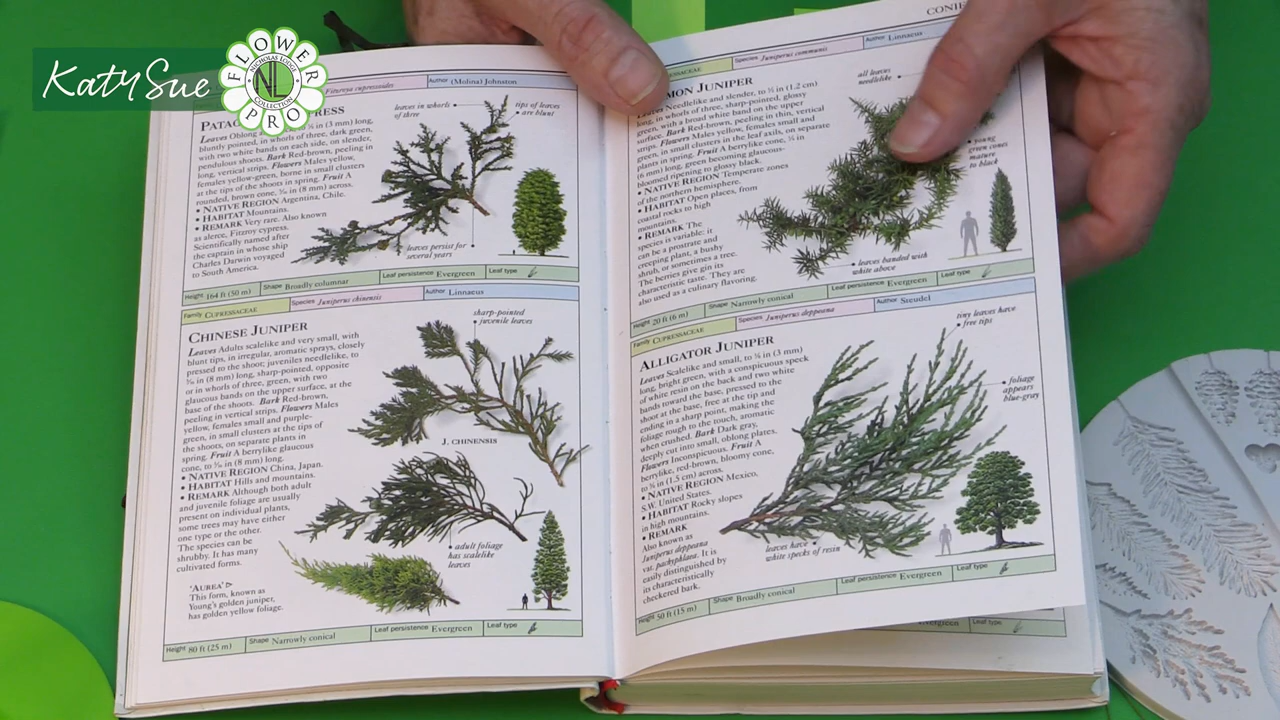 KATY SUE
FLOWER PRO
NICHOLAS LODGE
NL
COLLECTION
Fitzroya cupressoides
Author (Molina) Johnston
bluntly pointed, in whorls of three, dark green,
with two white bands on each side, on slender,
pendulous shoots. Bark Red-brown, peeling in
long, vertical strips. Flowers Males yellow,
females yellow-green, borne in small clusters
at the tips of the shoots in spring. Fruit A
rounded, brown cone, 5/16 in (8 mm) across.
• NATIVE REGION Argentina, Chile.
• HABITAT Mountains.
• REMARK Very rare. Also known
as alerce, Fitzroy cypress.
Scientifically named after
the captain in whose ship
Charles Darwin voyaged
to South America.
leaves in whorls
of three
tips of leaves
are blunt
leaves persist for
several years
Height 164 ft (50 m)
Shape Broadly columnar
Leaf persistence Evergreen
Leaf type
Family CUPRESSACEAE
Species Juniperus chinensis
Author Linnaeus
CHINESE JUNIPER
Leaves Adults scalelike and very small, with
blunt tips, in irregular, aromatic sprays, closely
pressed to the shoot; juveniles needlelike, to
5/16 in (8 mm) long, sharp-pointed, opposite
or in whorls of three, green, with two
glaucous bands on the upper surface, at the
base of the shoots. Bark Red-brown,
peeling in vertical strips. Flowers Males
yellow, females small and purple-
green, in small clusters at the tips of
the shoots, on separate plants in
spring. Fruit A berrylike glaucous
cone, to 5/16 in (8 mm) long.
• NATIVE REGION China, Japan.
• HABITAT Hills and mountains.
• REMARK Although both adult
and juvenile foliage are usually
present on individual plants,
some trees may have either
one type or the other.
The species can be
shrubby. It has many
cultivated forms.
'AUREA' ▷
This form, known as
Young's golden juniper,
has golden yellow foliage.
sharp-pointed
juvenile leaves
J. CHINENSIS
adult foliage
has scalelike
leaves
Height 80 ft (25 m)
Shape Narrowly conical
Leaf persistence Evergreen
Leaf type
Species Juniperus communis
Author Linnaeus
JUNIPER
Leaves Needlelike and slender, to ½ in (1.2 cm)
long, in whorls of three, sharp-pointed, glossy
green, with a broad white band on the upper
surface. Bark Red-brown, peeling in thin, vertical
strips. Flowers Males yellow, females small and
green, in small clusters in the leaf axils, on separate
plants in spring. Fruit A berrylike cone, ¼ in
(6 mm) long, green becoming glaucous-
bloomed ripening to glossy black.
• NATIVE REGION Temperate zones
of the northern hemisphere.
• HABITAT Open places, from
coastal rocks to high
mountains.
• REMARK The
species is variable: it
can be a prostrate and
creeping plant, a bushy
shrub, or sometimes a tree.
The berries give gin its
characteristic taste. They are
also used as a culinary flavoring.
all leaves
needlelike
young
green cones
mature
to black
leaves banded with
white above
Height 20 ft (6 m)
Shape Narrowly conical
Leaf persistence Evergreen
Leaf type
Family CUPRESSACEAE
Species Juniperus deppeana
Author Steudel
ALLIGATOR JUNIPER
Leaves Scalelike and small, to ⅛ in (3 mm)
long, bright green, with a conspicuous speck
of white resin on the back and two white
bands toward the base, pressed to the
shoot at the base, free at the tip and
ending in a sharp point, making the
foliage rough to the touch, aromatic
when crushed. Bark Dark gray,
deeply cut into small, oblong plates.
Flowers Inconspicuous. Fruit A
berrylike, red-brown, bloomy cone,
(1.5 cm) across.
• NATIVE REGION Mexico,
S.W. United States.
• HABITAT Rocky slopes
in high mountains.
• REMARK
Also known as
Juniperus deppeana
var. pachyphlaea. It is
easily distinguished by
its characteristically
checkered bark.
tiny leaves have
free tips
foliage
appears
blue-gray
leaves have
white specks of resin
Height 50 ft (15 m)
Shape Broadly conical
Leaf persistence Evergreen
Leaf type